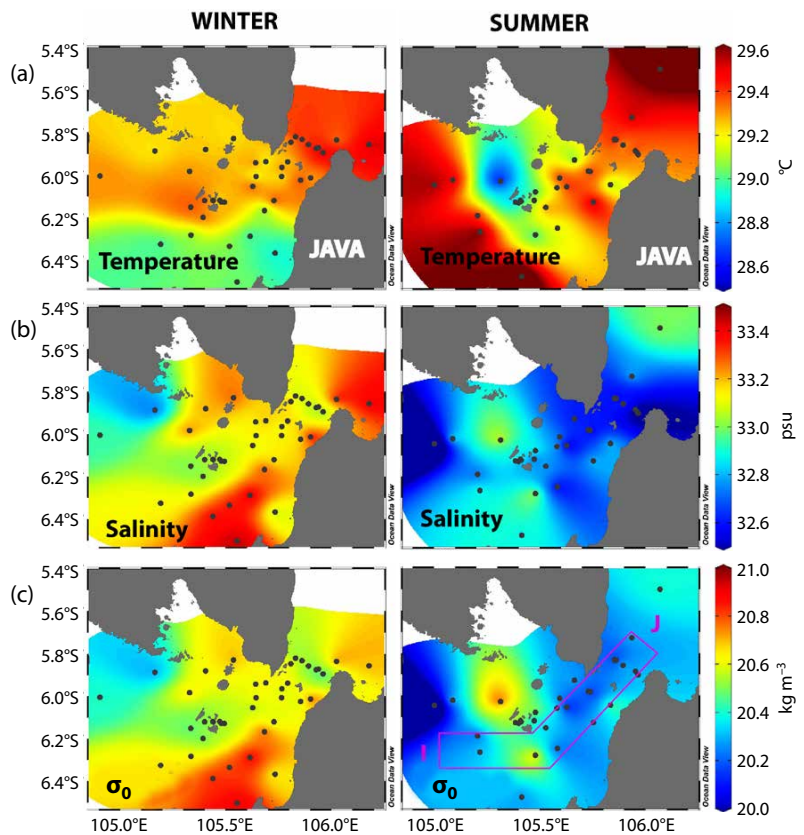 WINTER SUMMER
(a)
5.4°S
5.6°S
5.8°S
6.0°S
6.2°S
6.4°S
Temperature
JAVA
Ocean Data View
Temperature
JAVA
Ocean Data View
29.6
29.4
29.2
29.0
28.8
28.6
°C
(b)
5.4°S
5.6°S
5.8°S
6.0°S
6.2°S
6.4°S
Salinity
Ocean Data View
Salinity
Ocean Data View
33.4
33.2
33.0
32.8
32.6
psu
(c)
5.4°S
5.6°S
5.8°S
6.0°S
6.2°S
6.4°S
σ₀
Ocean Data View
I
J
σ₀
Ocean Data View
21.0
20.8
20.6
20.4
20.2
20.0
kg m⁻³
105.0°E 105.5°E 106.0°E
105.0°E 105.5°E 106.0°E